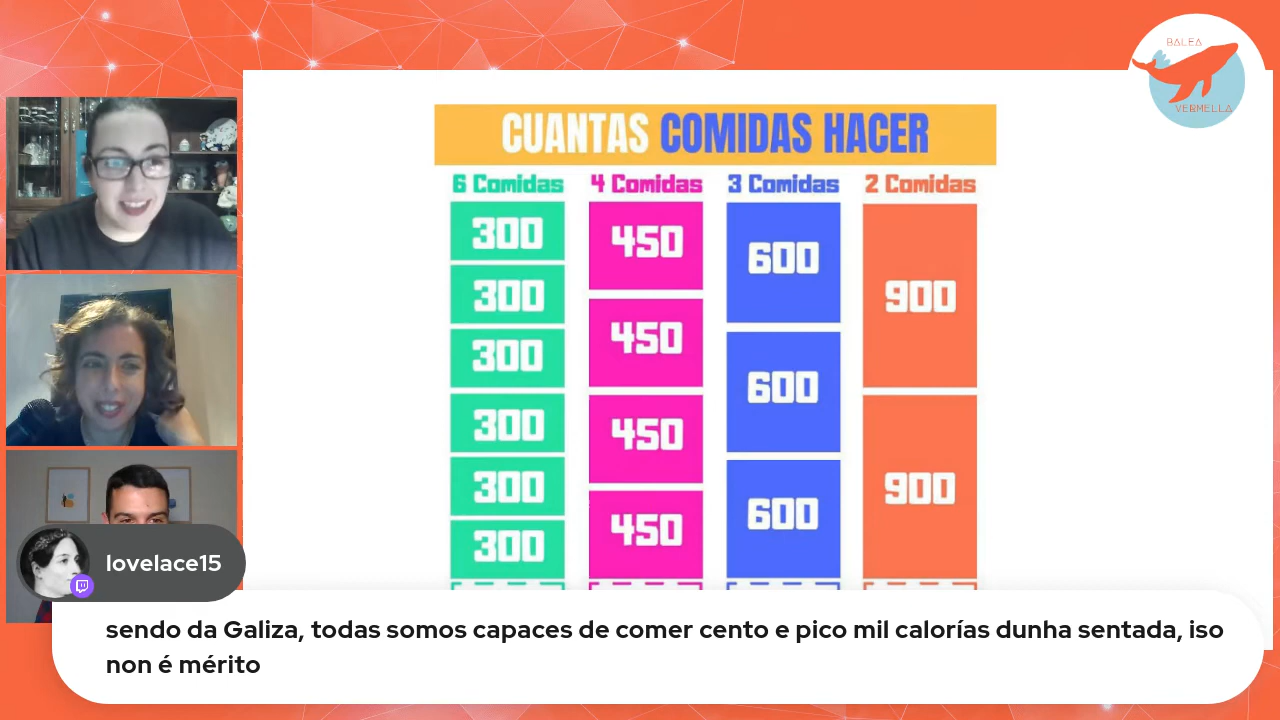 BALEA
VERMELLA
CUANTAS COMIDAS HACER
6 Comidas 4 Comidas 3 Comidas 2 Comidas
300 450 600 900
300 450 600 900
300 450 600
300 450
300
300
lovelace15
sendo da Galiza, todas somos capaces de comer cento e pico mil calorías dunha sentada, iso
non é mérito